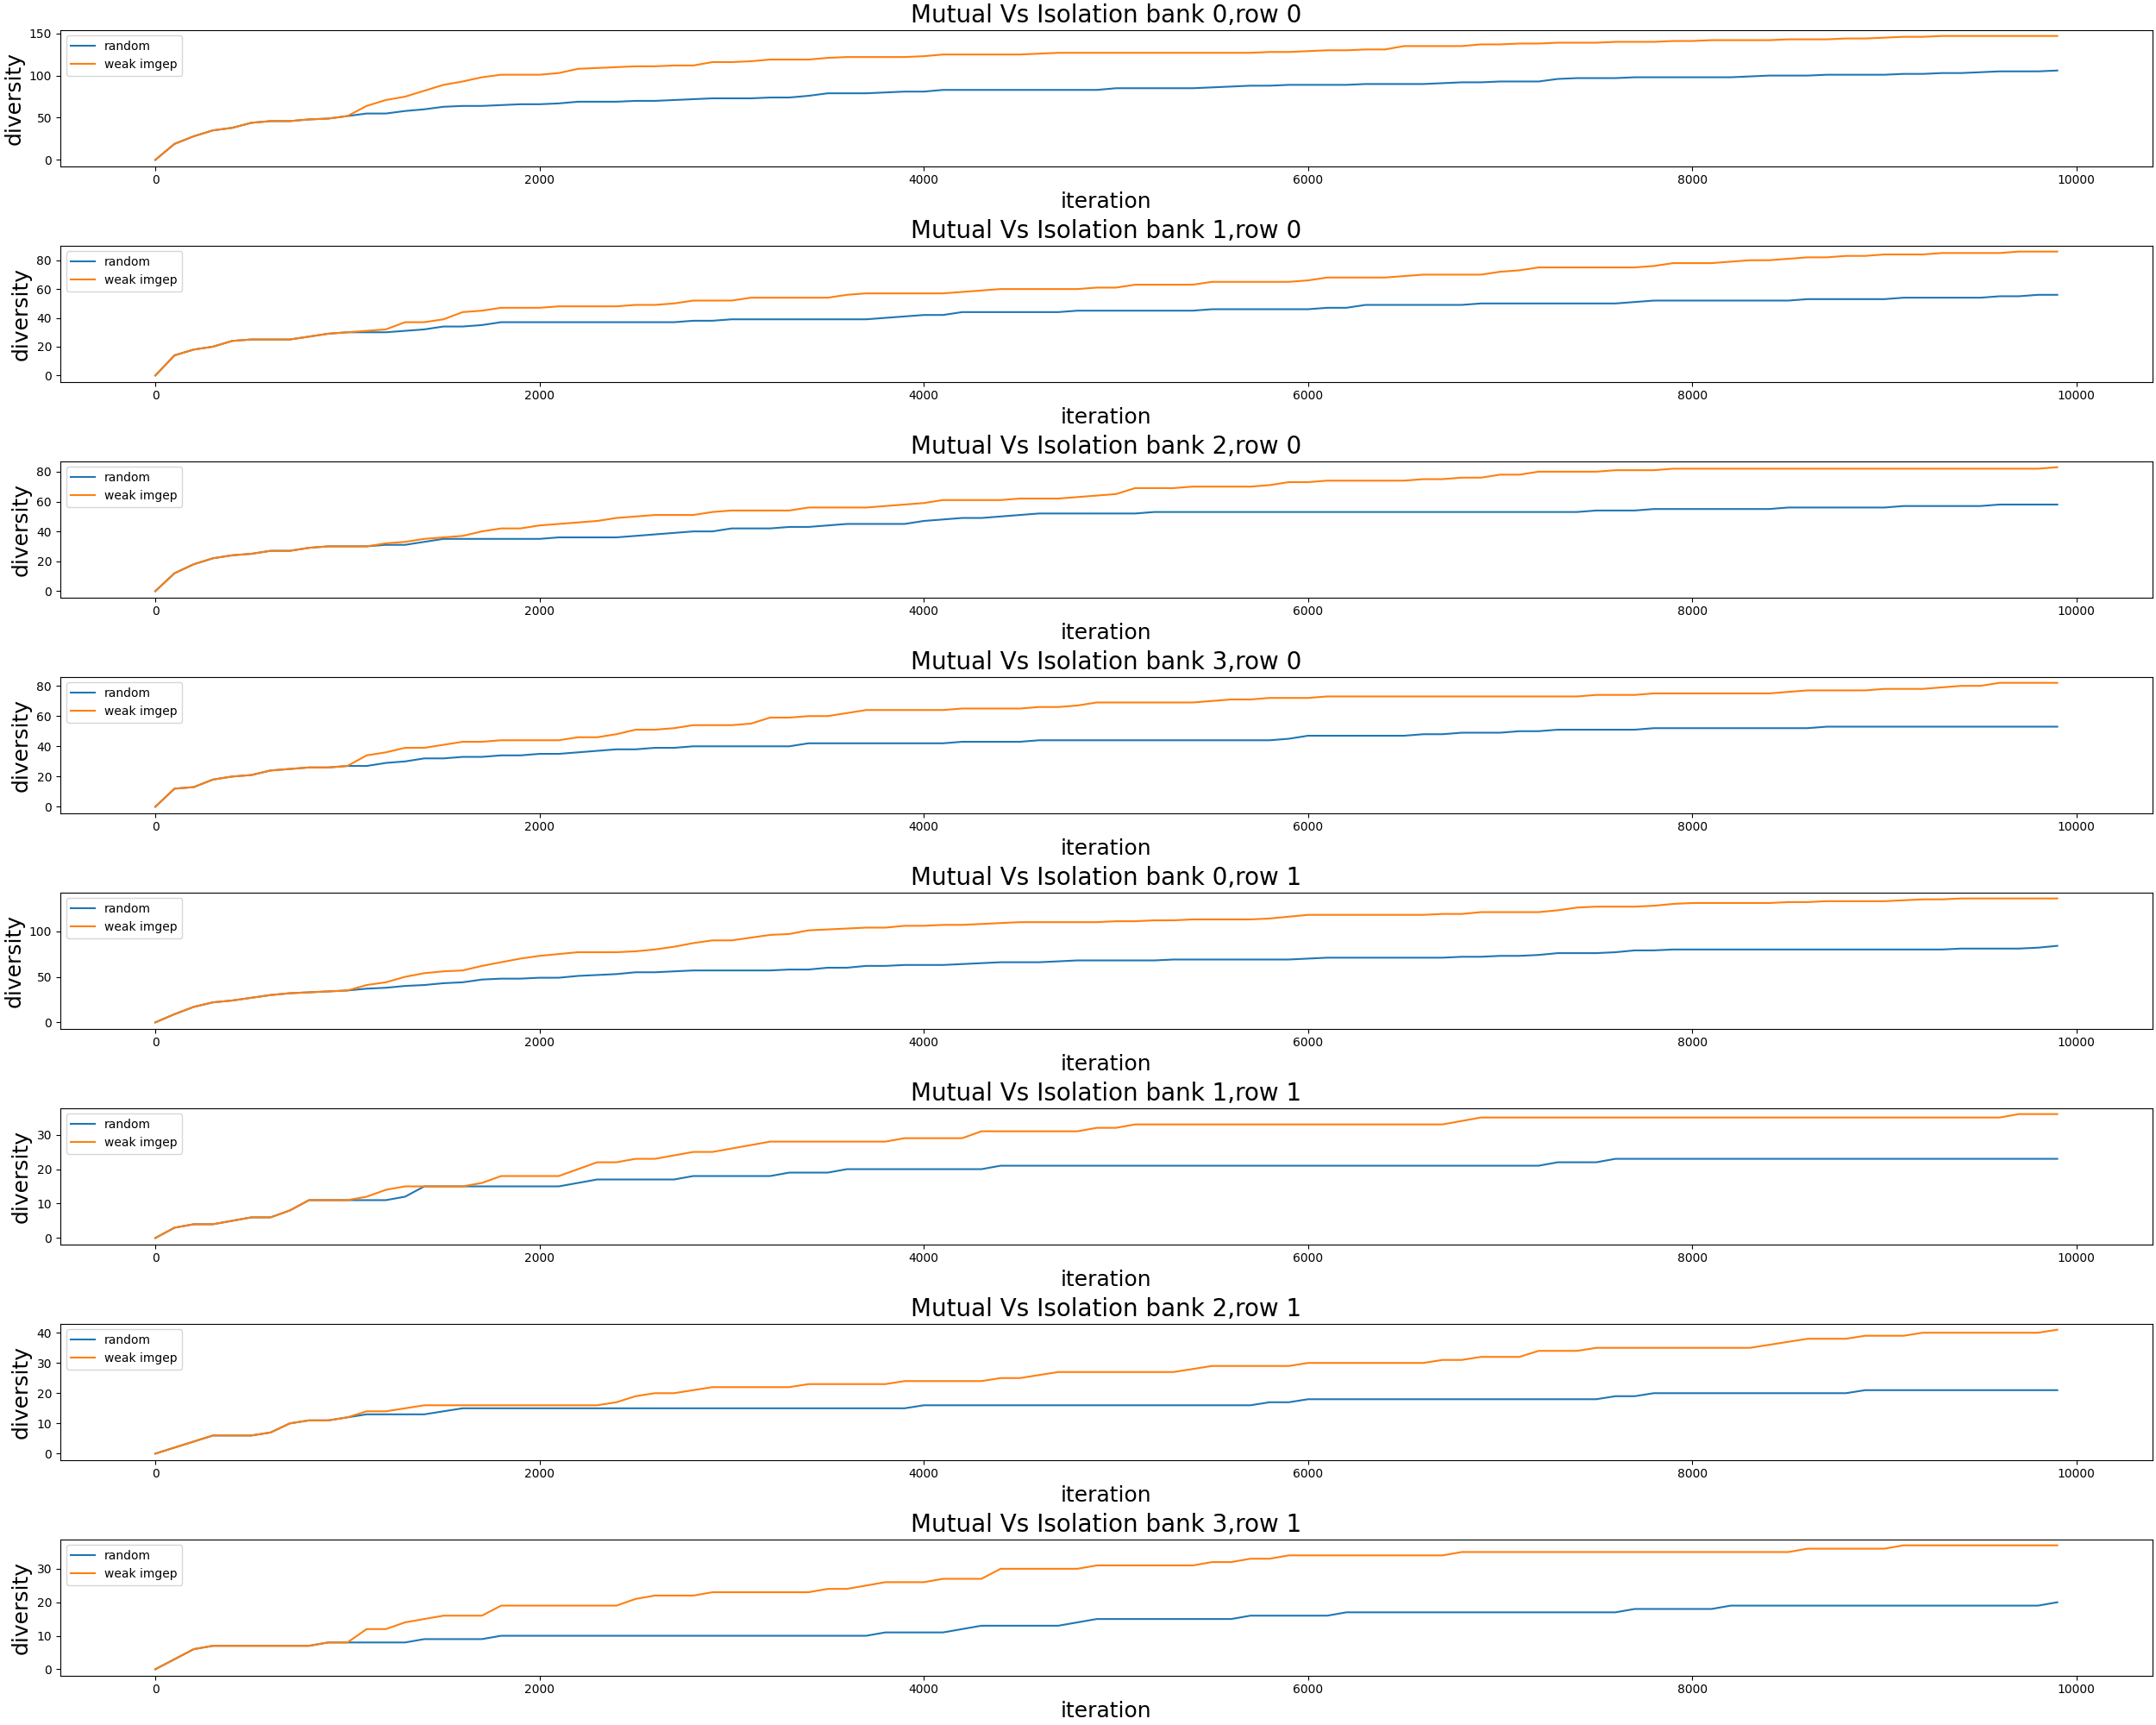 Mutual Vs Isolation bank 0,row 0
diversity
150
100
50
0
random
weak imgep
0 2000 4000 6000 8000 10000
iteration
Mutual Vs Isolation bank 1,row 0
diversity
80
60
40
20
0
random
weak imgep
0 2000 4000 6000 8000 10000
iteration
Mutual Vs Isolation bank 2,row 0
diversity
80
60
40
20
0
random
weak imgep
0 2000 4000 6000 8000 10000
iteration
Mutual Vs Isolation bank 3,row 0
diversity
80
60
40
20
0
random
weak imgep
0 2000 4000 6000 8000 10000
iteration
Mutual Vs Isolation bank 0,row 1
diversity
100
50
0
random
weak imgep
0 2000 4000 6000 8000 10000
iteration
Mutual Vs Isolation bank 1,row 1
diversity
30
20
10
0
random
weak imgep
0 2000 4000 6000 8000 10000
iteration
Mutual Vs Isolation bank 2,row 1
diversity
40
30
20
10
0
random
weak imgep
0 2000 4000 6000 8000 10000
iteration
Mutual Vs Isolation bank 3,row 1
diversity
30
20
10
0
random
weak imgep
0 2000 4000 6000 8000 10000
iteration